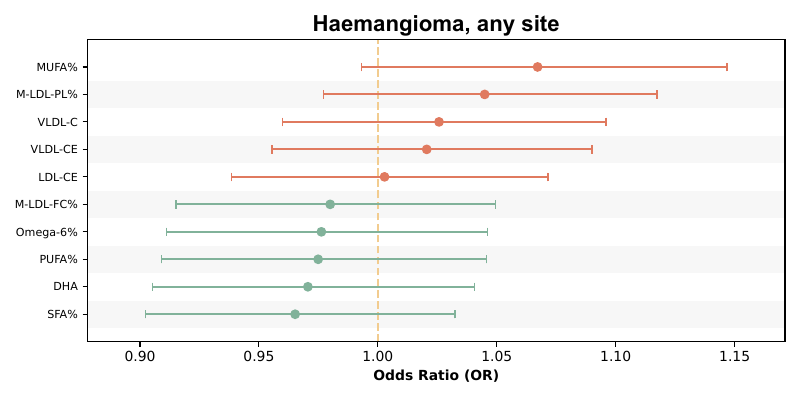 Haemangioma, any site
MUFA%
M-LDL-PL%
VLDL-C
VLDL-CE
LDL-CE
M-LDL-FC%
Omega-6%
PUFA%
DHA
SFA%
0.90 0.95 1.00 1.05 1.10 1.15
Odds Ratio (OR)